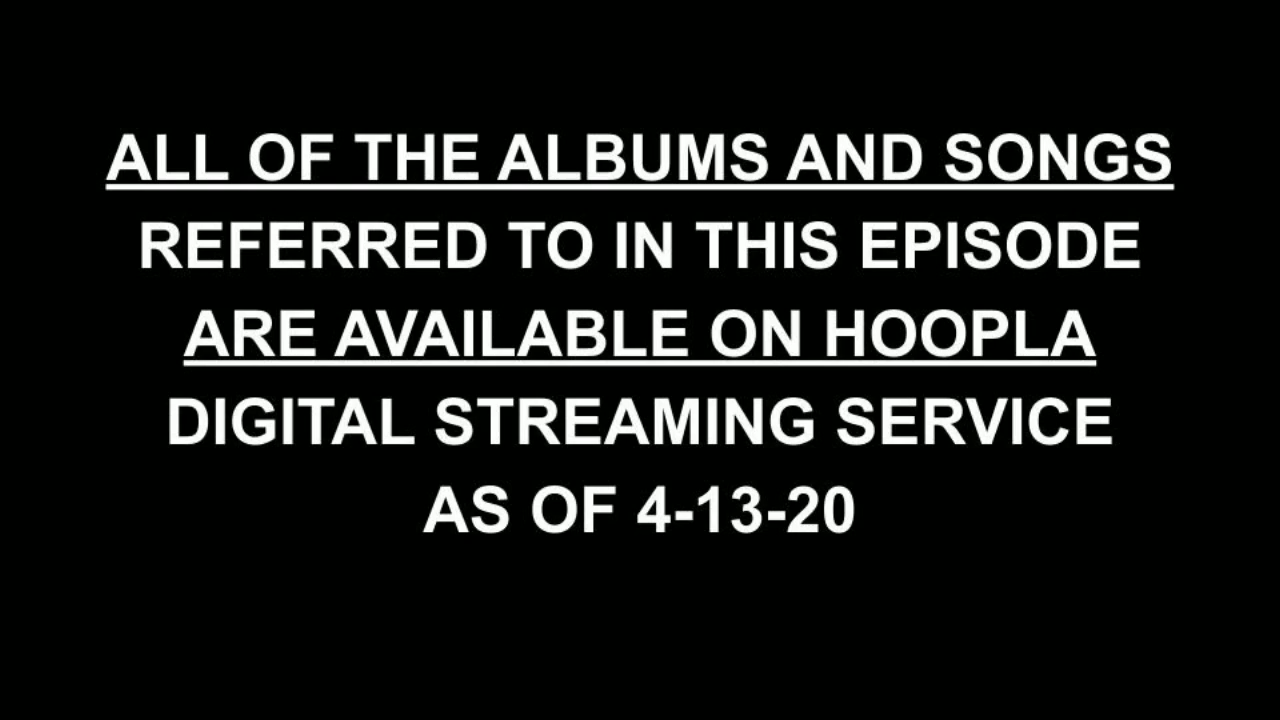 ALL OF THE ALBUMS AND SONGS
REFERRED TO IN THIS EPISODE
ARE AVAILABLE ON HOOPLA
DIGITAL STREAMING SERVICE
AS OF 4-13-20